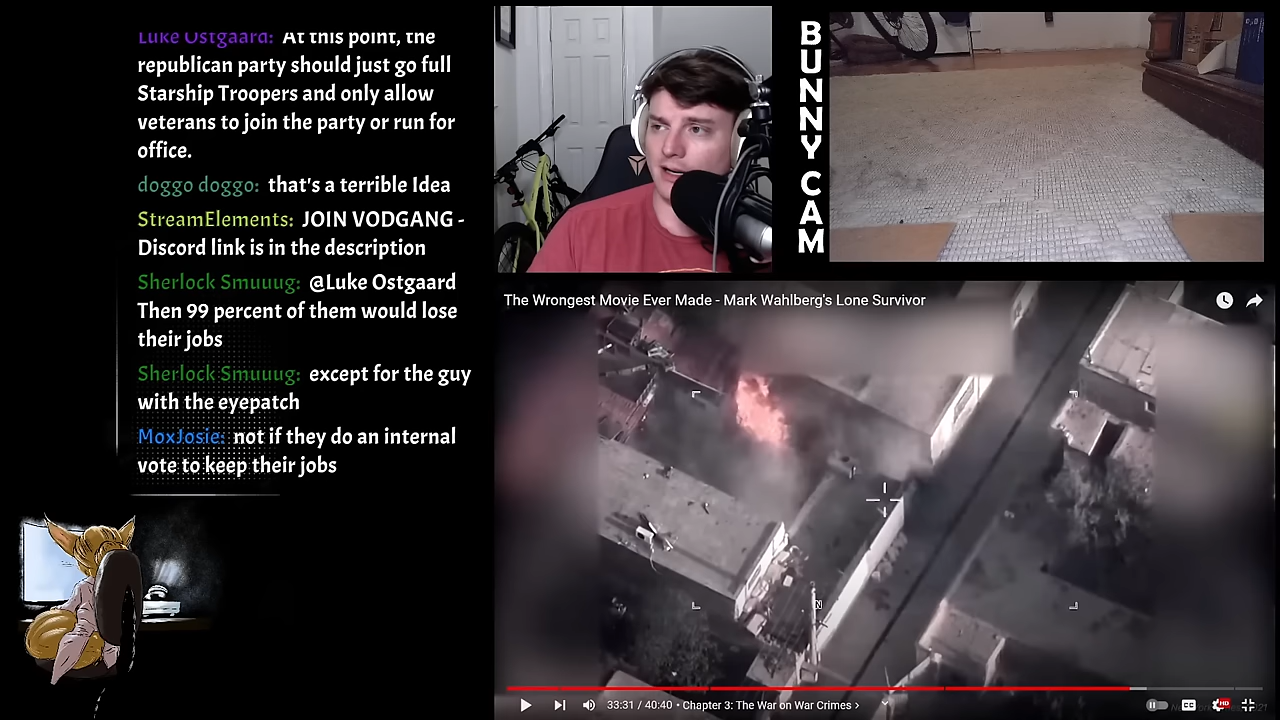 Luke Ostgaard: At this point, the
republican party should just go full
Starship Troopers and only allow
veterans to join the party or run for
office.
doggo doggo: that's a terrible Idea
StreamElements: JOIN VODGANG -
Discord link is in the description
Sherlock Smuuug: @Luke Ostgaard
Then 99 percent of them would lose
their jobs
Sherlock Smuuug: except for the guy
with the eyepatch
MoxJosie: not if they do an internal
vote to keep their jobs
BUNNY CAM
The Wrongest Movie Ever Made - Mark Wahlberg's Lone Survivor
N
33:31 / 40:40 • Chapter 3: The War on War Crimes >
CC
HD